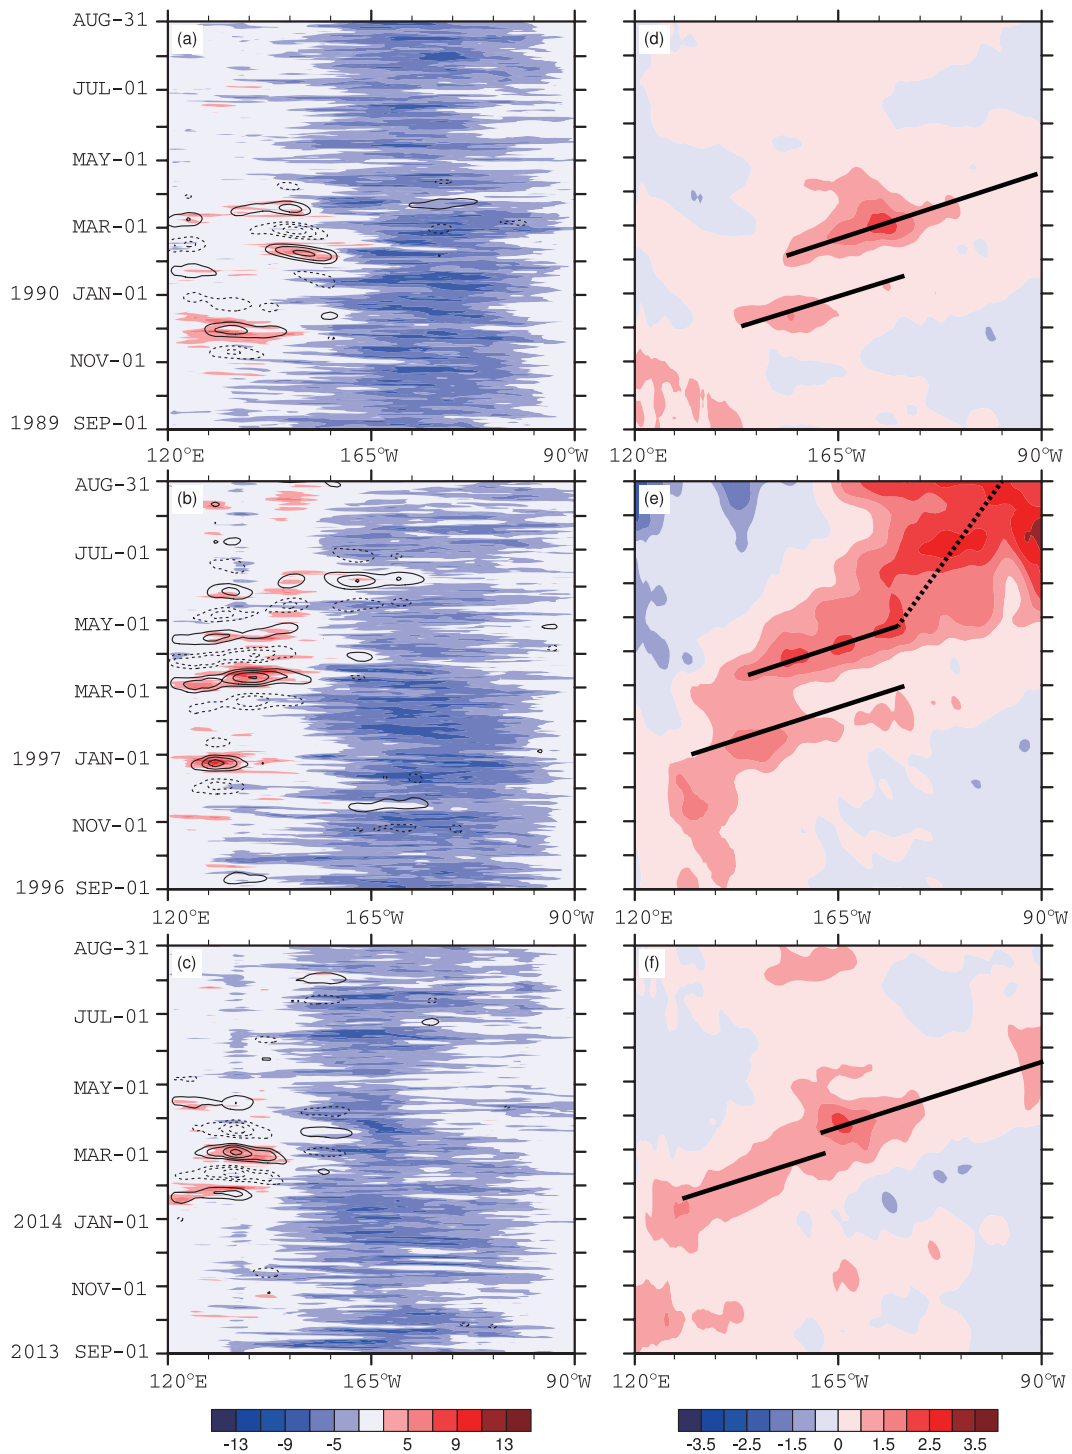 (a)
AUG-31
JUL-01
MAY-01
MAR-01
1990 JAN-01
NOV-01
1989 SEP-01
120°E 165°W 90°W
(d)
120°E 165°W 90°W
(b)
AUG-31
JUL-01
MAY-01
MAR-01
1997 JAN-01
NOV-01
1996 SEP-01
120°E 165°W 90°W
(e)
120°E 165°W 90°W
(c)
AUG-31
JUL-01
MAY-01
MAR-01
2014 JAN-01
NOV-01
2013 SEP-01
120°E 165°W 90°W
(f)
120°E 165°W 90°W
-13 -9 -5 5 9 13
-3.5 -2.5 -1.5 0 1.5 2.5 3.5